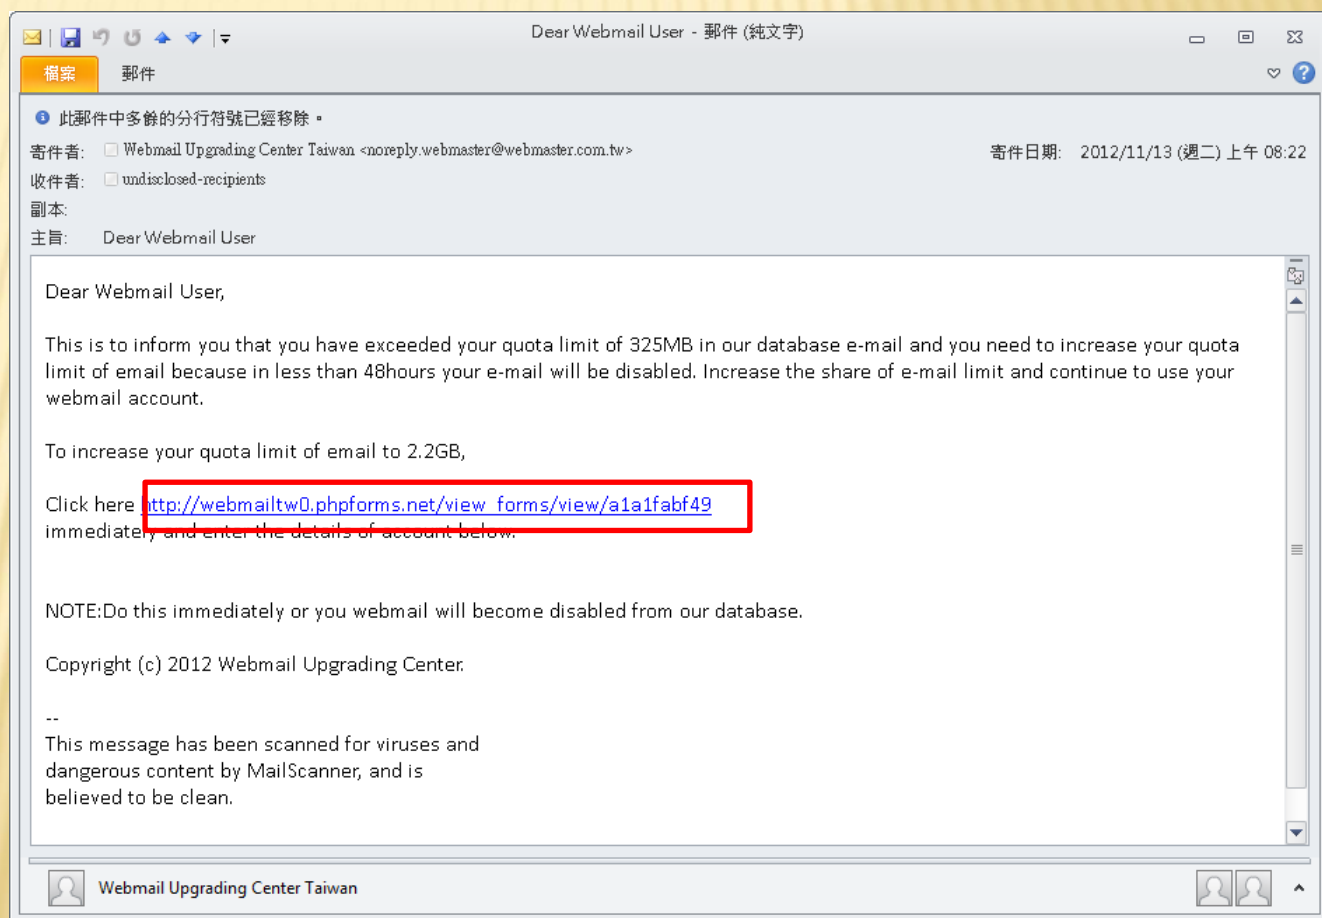 Dear Webmail User - 郵件 (純文字)
檔案 郵件
此郵件中多餘的分行符號已經移除。
寄件者: Webmail Upgrading Center Taiwan <noreply.webmaster@webmaster.com.tw> 寄件日期: 2012/11/13 (週二) 上午 08:22
收件者: undisclosed-recipients
副本:
主旨: Dear Webmail User
Dear Webmail User,
This is to inform you that you have exceeded your quota limit of 325MB in our database e-mail and you need to increase your quota
limit of email because in less than 48hours your e-mail will be disabled. Increase the share of e-mail limit and continue to use your
webmail account.
To increase your quota limit of email to 2.2GB,
Click here http://webmailtw0.phpforms.net/view_forms/view/a1a1fabf49
immediately and enter the details of account below.
NOTE:Do this immediately or you webmail will become disabled from our database.
Copyright (c) 2012 Webmail Upgrading Center.
--
This message has been scanned for viruses and
dangerous content by MailScanner, and is
believed to be clean.
Webmail Upgrading Center Taiwan